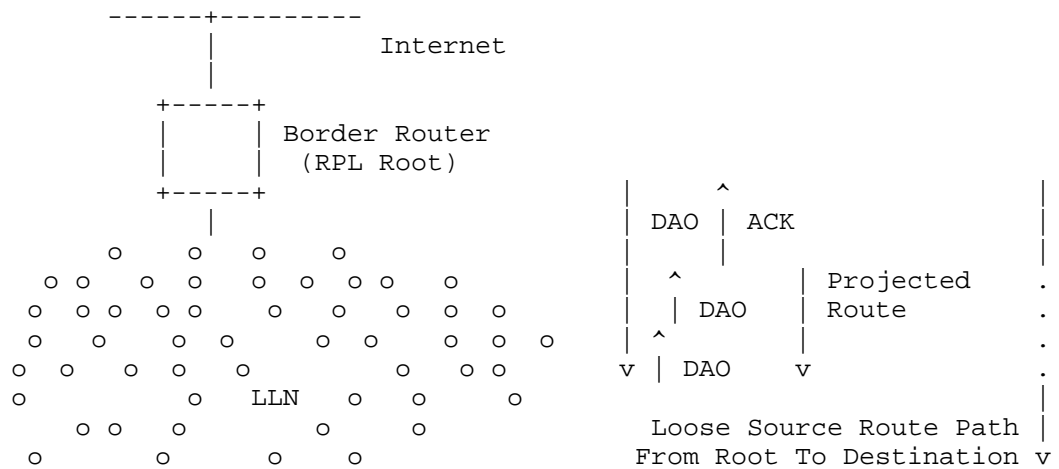 Internet
Border Router
(RPL Root)
DAO ACK
Projected
DAO Route
DAO
LLN
Loose Source Route Path
From Root To Destination